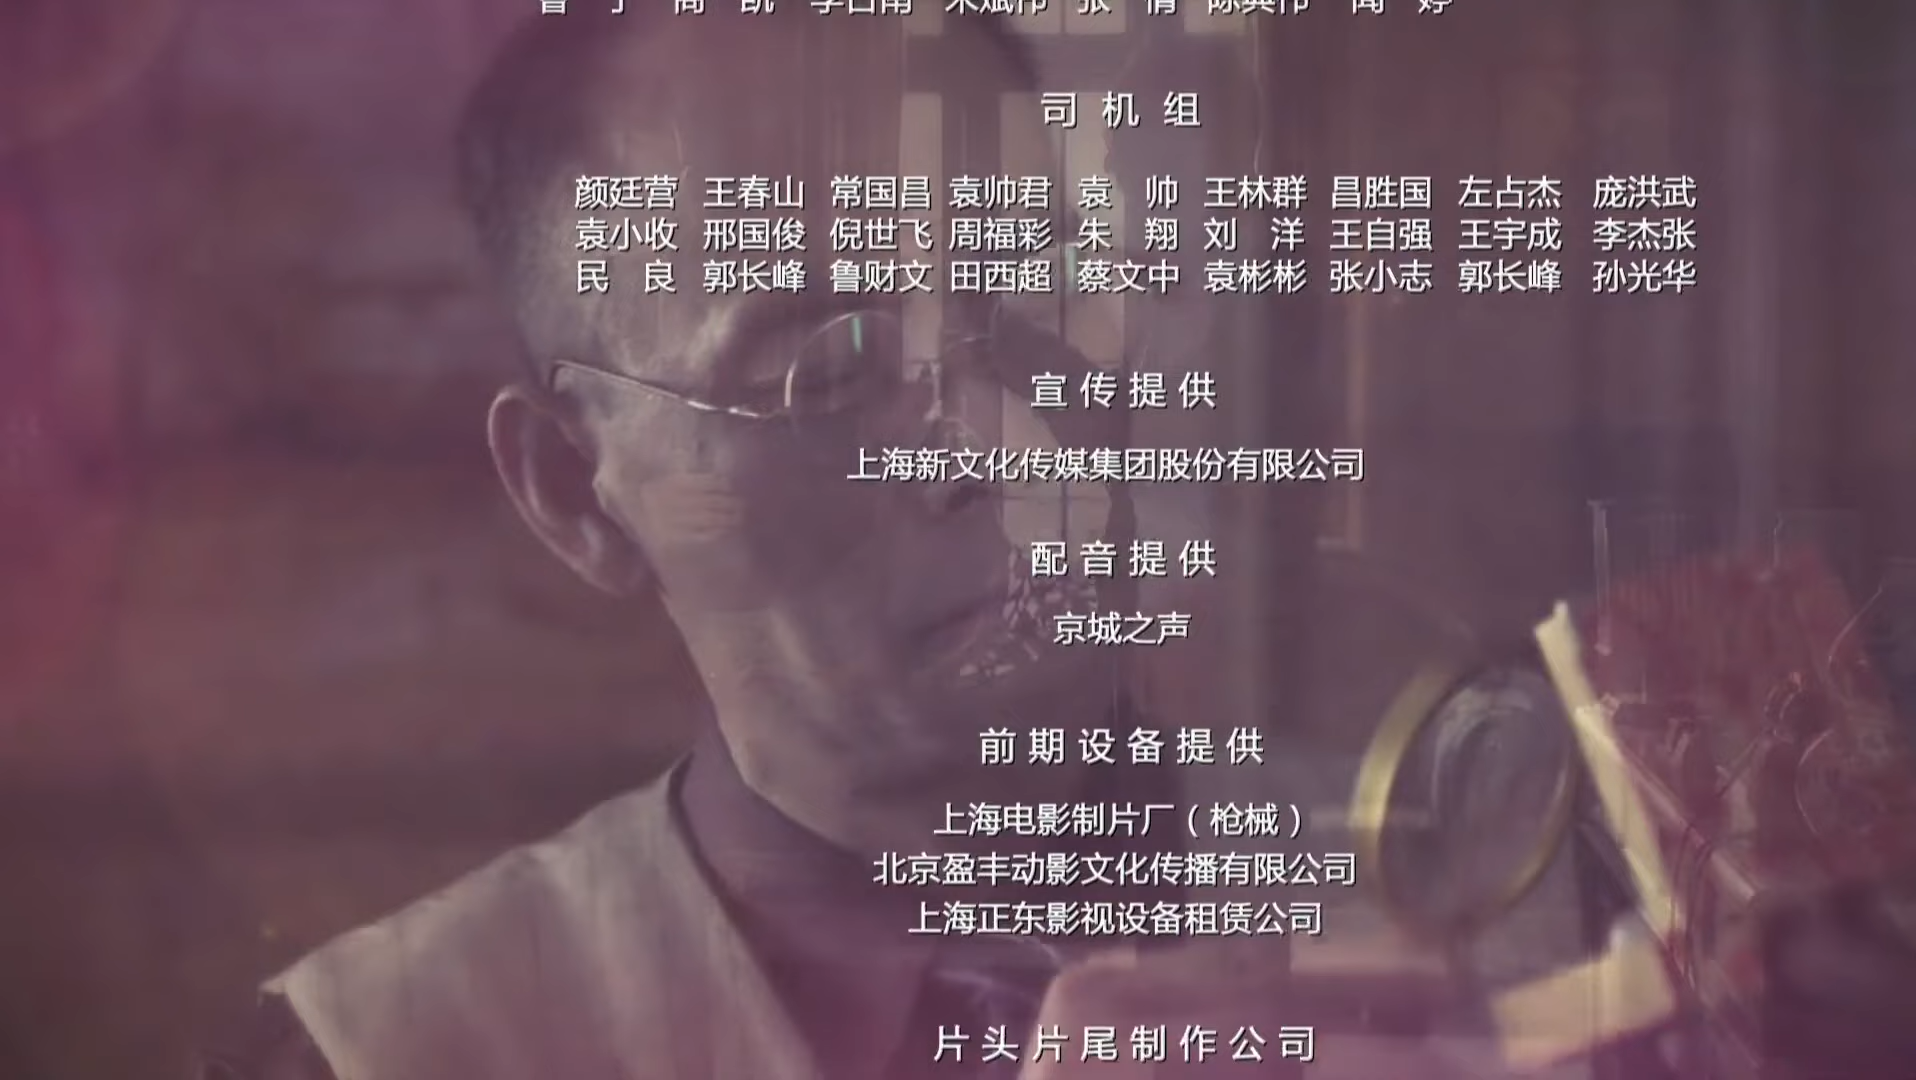 司机组
颜廷营 王春山 常国昌 袁帅君 袁 帅 王林群 昌胜国 左占杰 庞洪武
袁小收 邢国俊 倪世飞 周福彩 朱 翔 刘 洋 王自强 王宇成 李杰张
民 良 郭长峰 鲁财文 田西超 蔡文中 袁彬彬 张小志 郭长峰 孙光华
宣传提供
上海新文化传媒集团股份有限公司
配音提供
京城之声
前期设备提供
上海电影制片厂（枪械）
北京盈丰动影文化传播有限公司
上海正东影视设备租赁公司
片头片尾制作公司